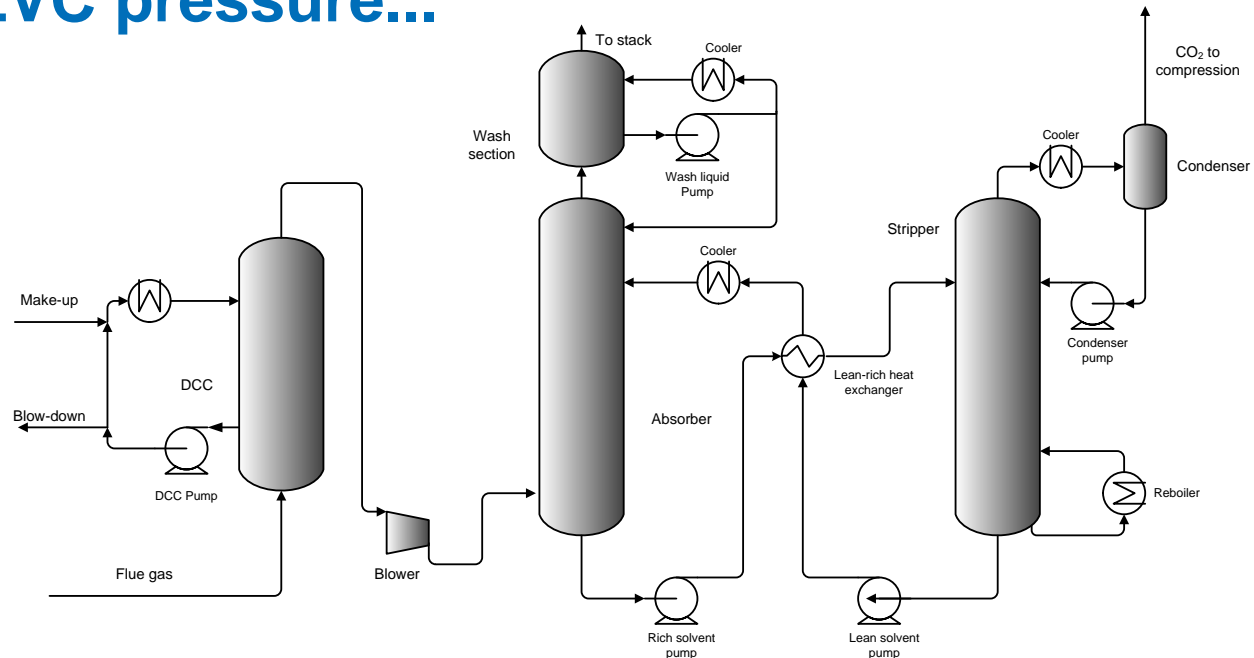 pressure...
To stack
Cooler
CO₂ to
compression
Wash
section
Cooler
Wash liquid
Pump
Condenser
Stripper
Cooler
Make-up
Condenser
pump
Lean-rich heat
exchanger
DCC
Blow-down
Absorber
DCC Pump
Reboiler
Flue gas
Blower
Rich solvent
pump
Lean solvent
pump